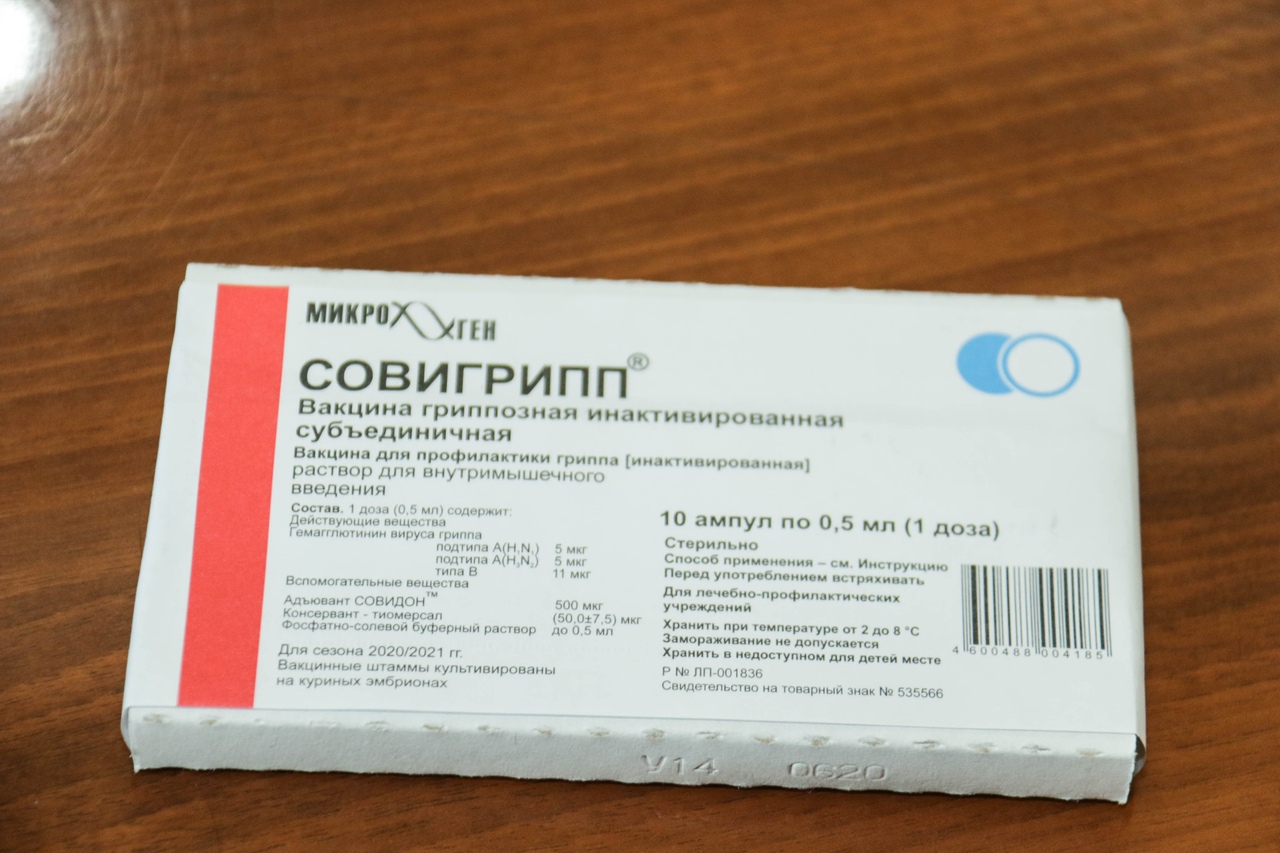 МИКРОГЕН
СОВИГРИПП®
Вакцина гриппозная инактивированная
субъединичная
Вакцина для профилактики гриппа [инактивированная]
раствор для внутримышечного
введения
Состав. 1 доза (0,5 мл) содержит:
Действующие вещества
Гемагглютинин вируса гриппа
подтипа А(H₁N₁) 5 мкг
подтипа А(H₃N₂) 5 мкг
типа В 11 мкг
Вспомогательные вещества
Адъювант СОВИДОН™ 500 мкг
Консервант - тиомерсал (50,0±7,5) мкг
Фосфатно-солевой буферный раствор до 0,5 мл
Для сезона 2020/2021 гг.
Вакцинные штаммы культивированы
на куриных эмбрионах
10 ампул по 0,5 мл (1 доза)
Стерильно
Способ применения – см. Инструкцию
Перед употреблением встряхивать
Для лечебно-профилактических
учреждений
Хранить при температуре от 2 до 8 °С
Замораживание не допускается
Хранить в недоступном для детей месте
Р № ЛП-001836
Свидетельство на товарный знак № 535566
4 600488 004185
V14 0620